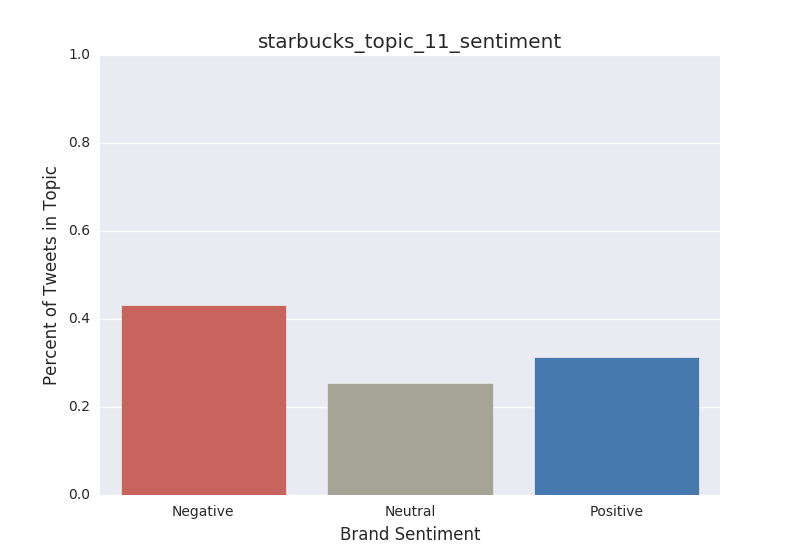 starbucks_topic_11_sentiment
1.0
0.8
0.6
0.4
0.2
0.0
Percent of Tweets in Topic
Negative Neutral Positive
Brand Sentiment